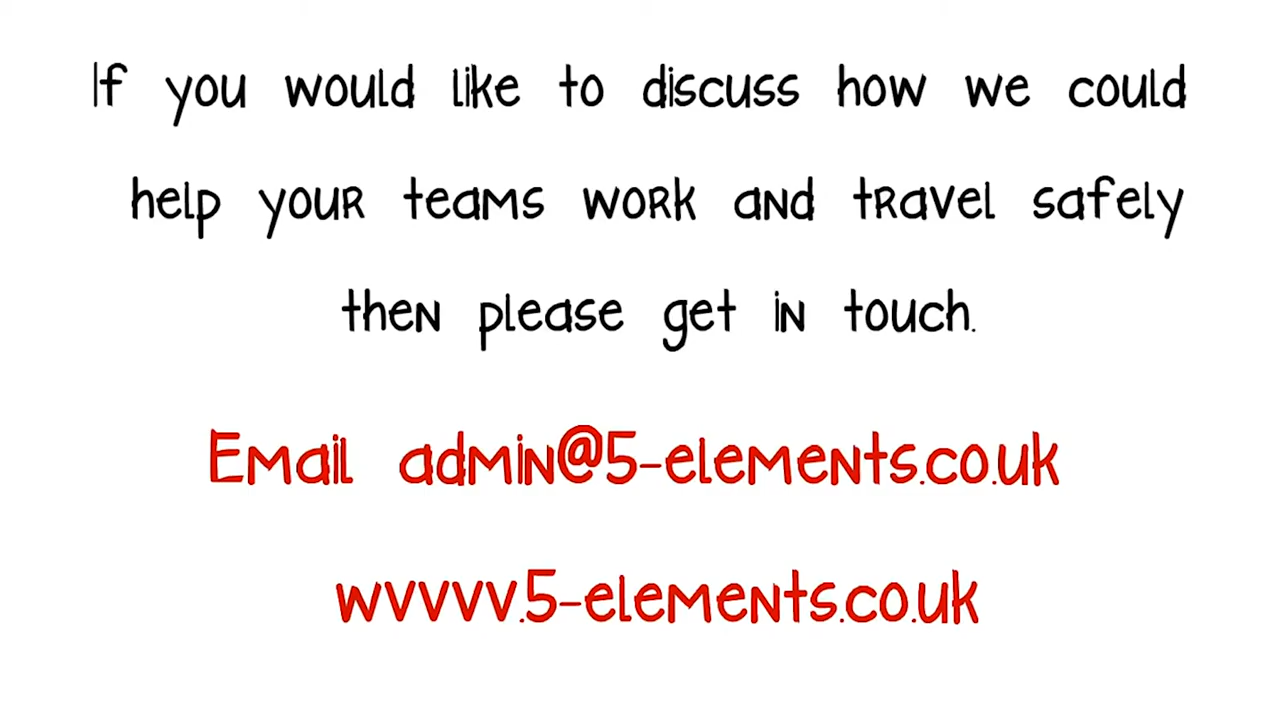 If you would like to discuss how we could
help your teams work and travel safely
then please get in touch.
Email admin@5-elements.co.uk
www.5-elements.co.uk